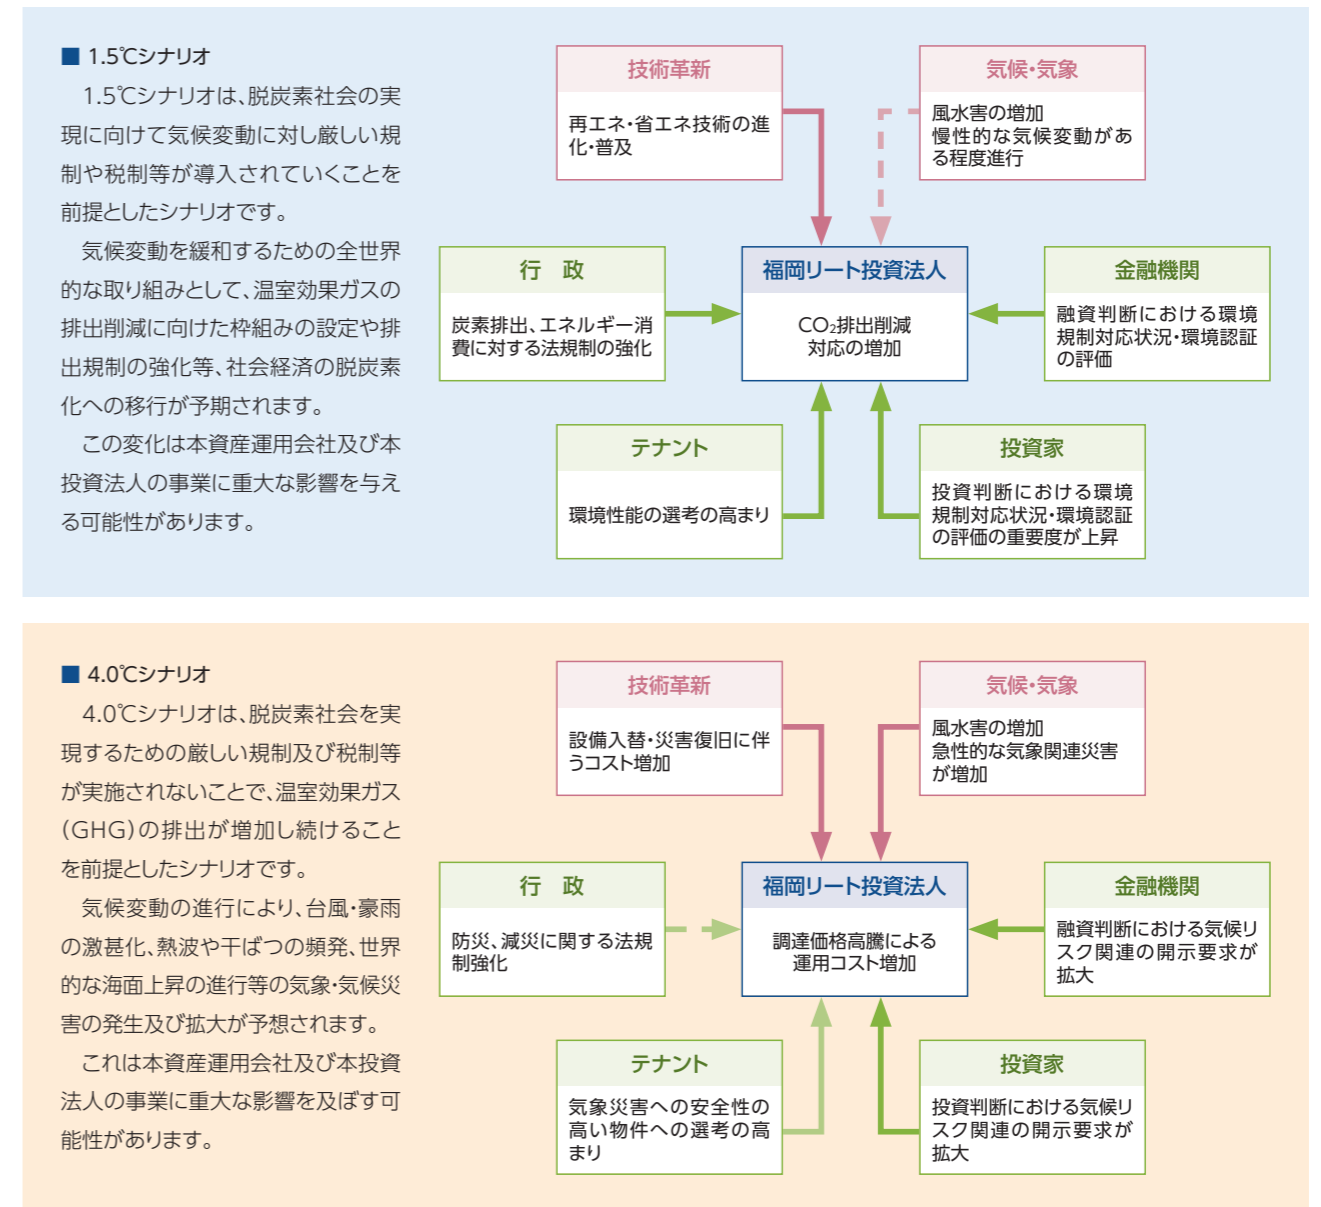 ■ 1.5℃シナリオ
1.5℃シナリオは、脱炭素社会の実
現に向けて気候変動に対し厳しい規
制や税制等が導入されていくことを
前提としたシナリオです。
気候変動を緩和するための全世界
的な取り組みとして、温室効果ガスの
排出削減に向けた枠組みの設定や排
出規制の強化等、社会経済の脱炭素
化への移行が予期されます。
この変化は本資産運用会社及び本
投資法人の事業に重大な影響を与え
る可能性があります。
技術革新
再エネ・省エネ技術の進
化・普及
気候・気象
風水害の増加
慢性的な気候変動があ
る程度進行
行　政
炭素排出、エネルギー消
費に対する法規制の強化
福岡リート投資法人
CO₂排出削減
対応の増加
金融機関
融資判断における環境
規制対応状況・環境認証
の評価
テナント
環境性能の選考の高まり
投資家
投資判断における環境
規制対応状況・環境認証
の評価の重要度が上昇
■ 4.0℃シナリオ
4.0℃シナリオは、脱炭素社会を実
現するための厳しい規制及び税制等
が実施されないことで、温室効果ガス
（GHG）の排出が増加し続けること
を前提としたシナリオです。
気候変動の進行により、台風・豪雨
の激甚化、熱波や干ばつの頻発、世界
的な海面上昇の進行等の気象・気候災
害の発生及び拡大が予想されます。
これは本資産運用会社及び本投資
法人の事業に重大な影響を及ぼす可
能性があります。
技術革新
設備入替・災害復旧に伴
うコスト増加
気候・気象
風水害の増加
急性的な気象関連災害
が増加
行　政
防災、減災に関する法規
制強化
福岡リート投資法人
調達価格高騰による
運用コスト増加
金融機関
融資判断における気候リ
スク関連の開示要求が
拡大
テナント
気象災害への安全性の
高い物件への選考の高
まり
投資家
投資判断における気候リ
スク関連の開示要求が
拡大